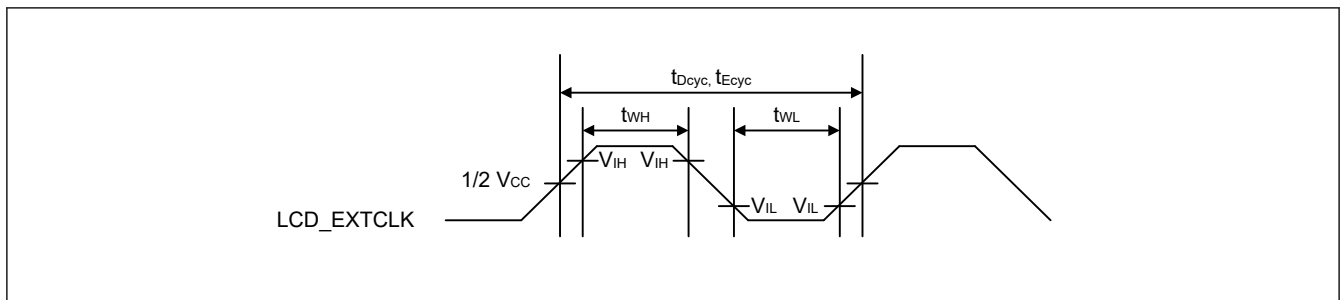 tDcyc, tEcyc
tWH tWL
VIH VIH
1/2 VCC
VIL VIL
LCD_EXTCLK